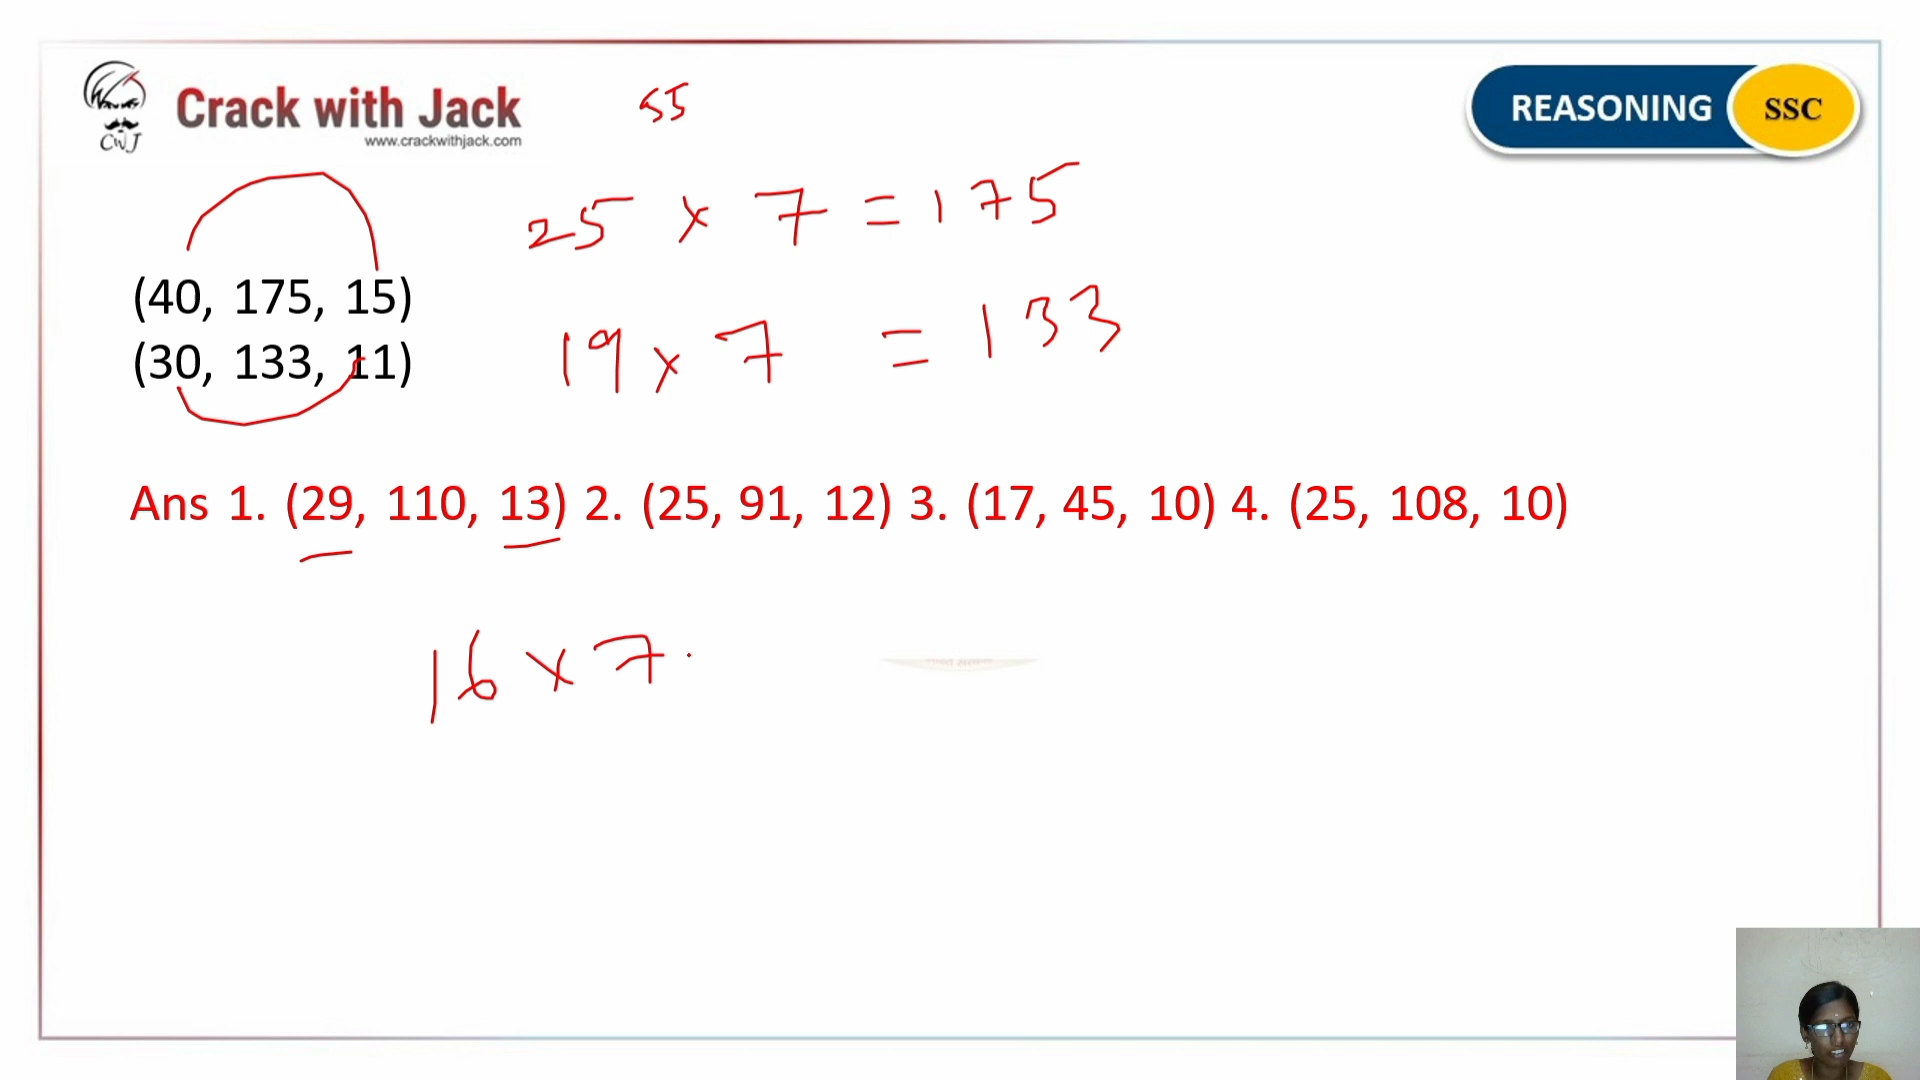 Crack with Jack
www.crackwithjack.com
CWJ
55
REASONING SSC
25 x 7 = 175
(40, 175, 15)
19 x 7 = 133
(30, 133, 11)
Ans 1. (29, 110, 13) 2. (25, 91, 12) 3. (17, 45, 10) 4. (25, 108, 10)
16 x 7